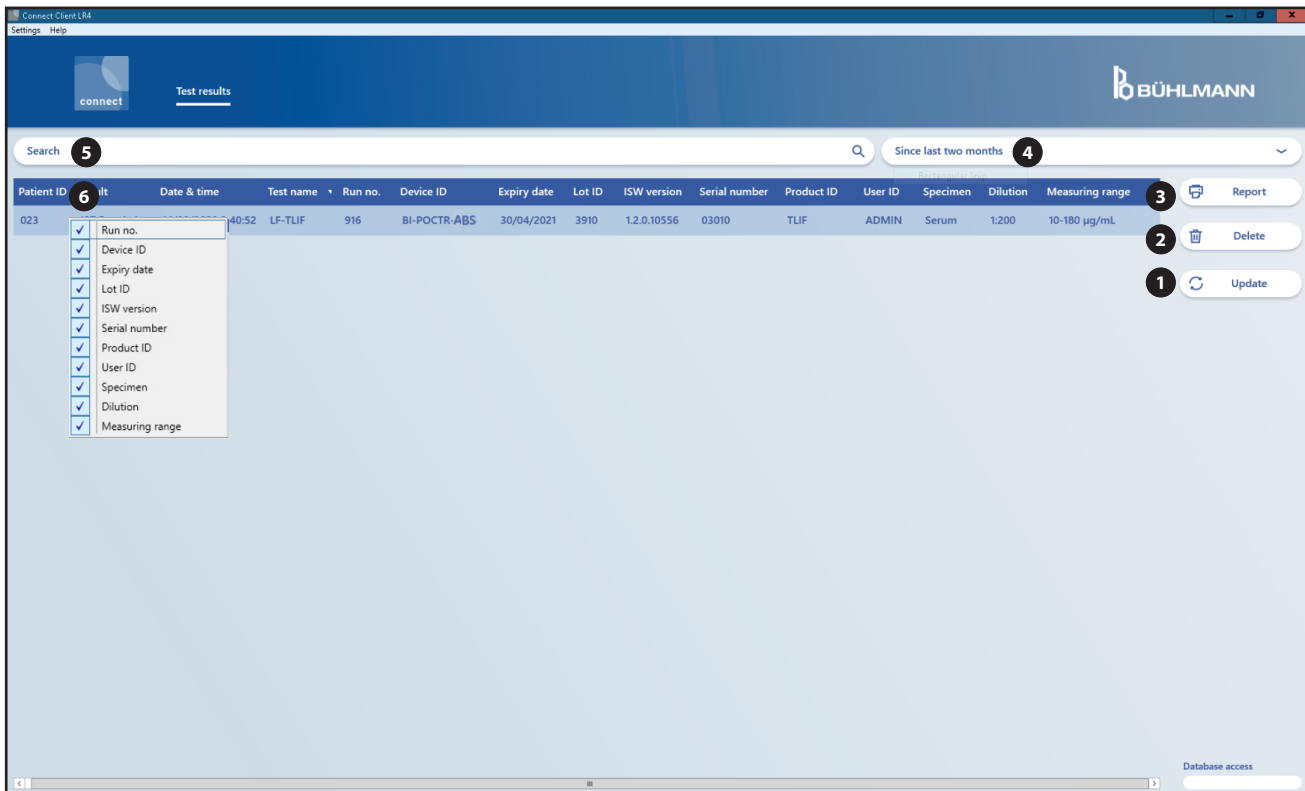 Connect Client LR4
Settings Help
connect
Test results
BÜHLMANN
Search 5
Since last two months 4
Rectangular Snip
Patient ID 6 lt Date & time Test name Run no. Device ID Expiry date Lot ID ISW version Serial number Product ID User ID Specimen Dilution Measuring range
3 Report
023 40:52 LF-TLIF 916 BI-POCTR-ABS 30/04/2021 3910 1.2.0.10556 03010 TLIF ADMIN Serum 1:200 10-180 µg/mL
2 Delete
1 Update
Run no.
Device ID
Expiry date
Lot ID
ISW version
Serial number
Product ID
User ID
Specimen
Dilution
Measuring range
Database access